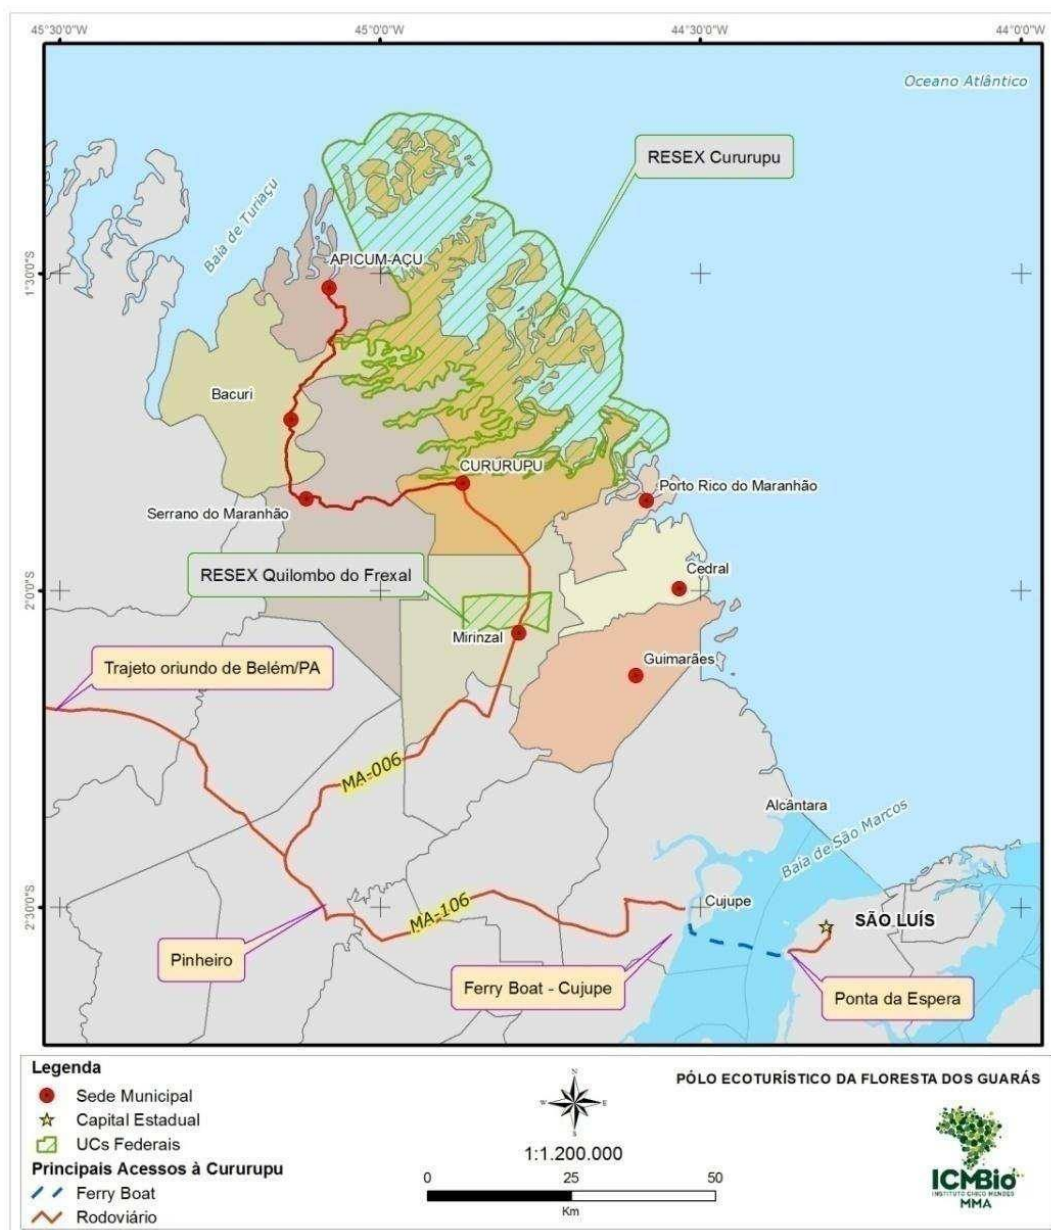 45°30'0"W
45°0'0"W
44°30'0"W
44°0'0"W
Oceano Atlântico
RESEX Cururupu
Baía de Turiaçu
APICUM-AÇU
1°30'0"S
Bacuri
CURURUPU
Serrano do Maranhão
Porto Rico do Maranhão
RESEX Quilombo do Frexal
Cedral
2°0'0"S
Mirinzal
Guimarães
Trajeto oriundo de Belém/PA
MA-006
Alcântara
Baía de São Marcos
2°30'0"S
MA-106
Cujupe
SÃO LUÍS
Pinheiro
Ferry Boat - Cujupe
Ponta da Espera
Legenda
Sede Municipal
Capital Estadual
UCs Federais
Principais Acessos à Cururupu
Ferry Boat
Rodoviário
N
W
E
S
1:1.200.000
0 25 50
Km
PÓLO ECOTURÍSTICO DA FLORESTA DOS GUARÁS
ICMBio
INSTITUTO CHICO MENDES
MMA